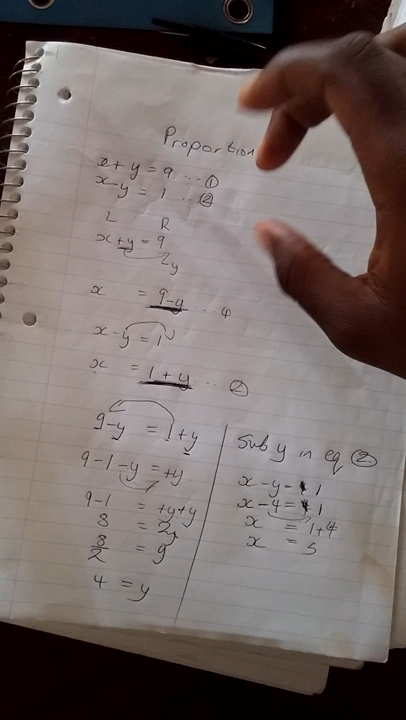 Proportion
x + y = 9 ... ①
x - y = 1 ... ②
L R
x + y = 9
-y
x = 9 - y ... 4
x - y = 1
x = 1 + y ... ②
9 - y = 1 + y
9 - 1 - y = + y
9 - 1 = + y + y
8 = 2y
8/2 = y
4 = y
Sub y in eq ②
x - y = 1
x - 4 = 1
x = 1 + 4
x = 5